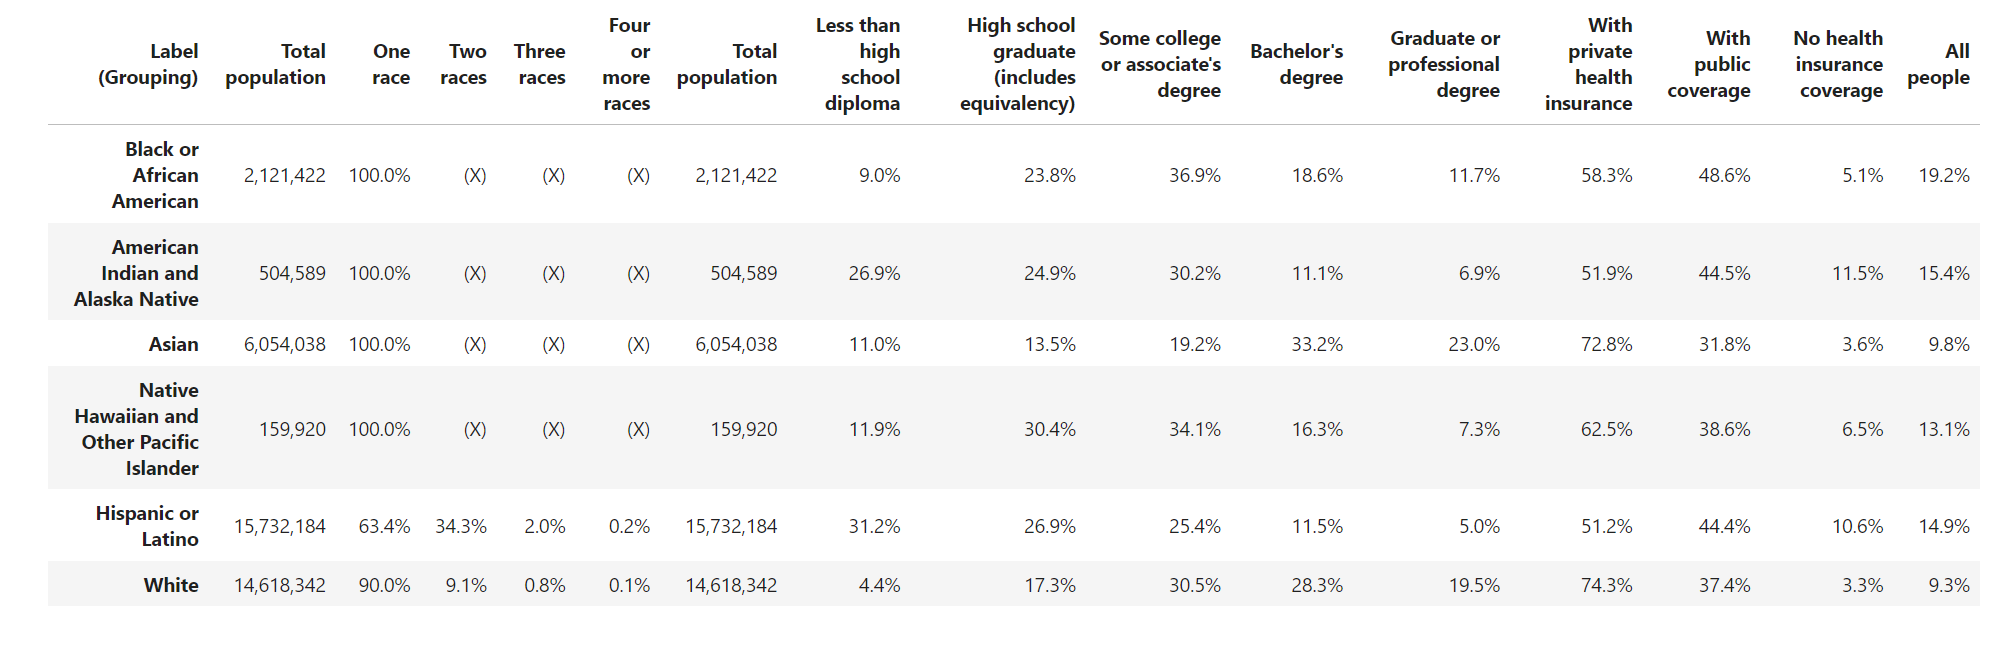 Label (Grouping) Total population One race Two races Three races Four or more races Total population Less than high school diploma High school graduate (includes equivalency) Some college or associate's degree Bachelor's degree Graduate or professional degree With private health insurance With public coverage No health insurance coverage All people
Black or African American 2,121,422 100.0% (X) (X) (X) 2,121,422 9.0% 23.8% 36.9% 18.6% 11.7% 58.3% 48.6% 5.1% 19.2%
American Indian and Alaska Native 504,589 100.0% (X) (X) (X) 504,589 26.9% 24.9% 30.2% 11.1% 6.9% 51.9% 44.5% 11.5% 15.4%
Asian 6,054,038 100.0% (X) (X) (X) 6,054,038 11.0% 13.5% 19.2% 33.2% 23.0% 72.8% 31.8% 3.6% 9.8%
Native Hawaiian and Other Pacific Islander 159,920 100.0% (X) (X) (X) 159,920 11.9% 30.4% 34.1% 16.3% 7.3% 62.5% 38.6% 6.5% 13.1%
Hispanic or Latino 15,732,184 63.4% 34.3% 2.0% 0.2% 15,732,184 31.2% 26.9% 25.4% 11.5% 5.0% 51.2% 44.4% 10.6% 14.9%
White 14,618,342 90.0% 9.1% 0.8% 0.1% 14,618,342 4.4% 17.3% 30.5% 28.3% 19.5% 74.3% 37.4% 3.3% 9.3%